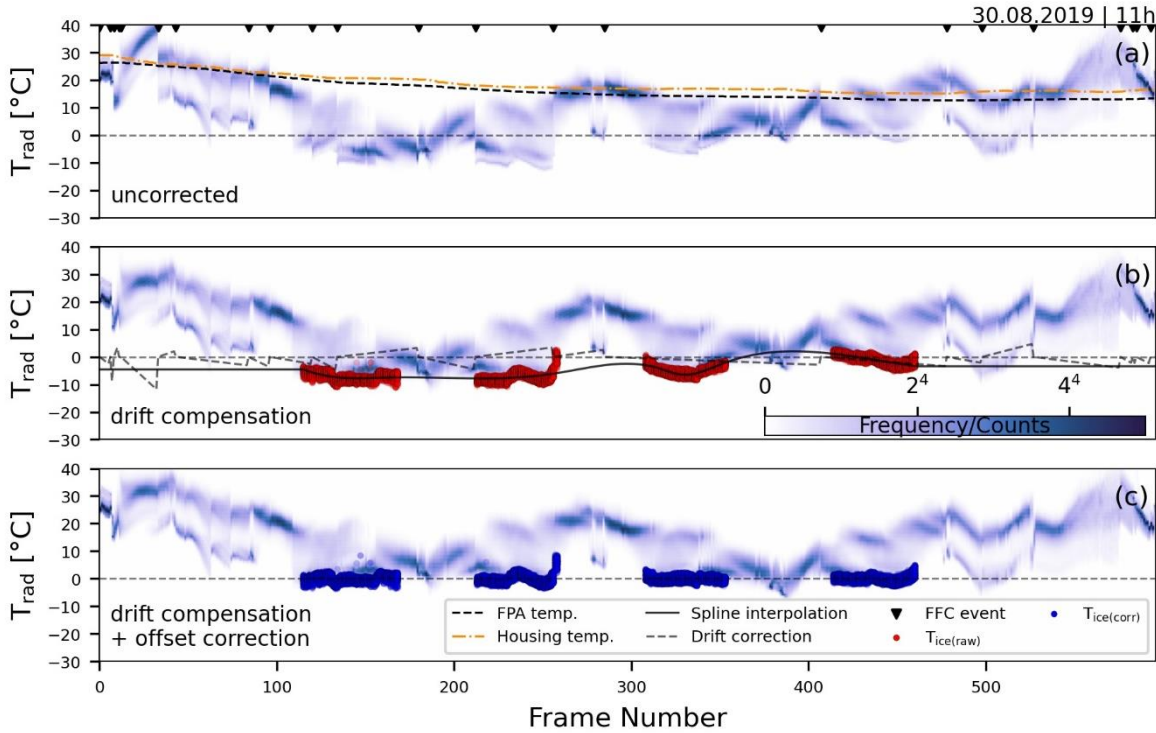 30.08.2019 | 11h
40
30
20
10
0
−10
−20
−30
T_rad [°C]
(a)
uncorrected
40
30
20
10
0
−10
−20
−30
T_rad [°C]
(b)
drift compensation
0 2⁴ 4⁴
Frequency/Counts
40
30
20
10
0
−10
−20
−30
T_rad [°C]
(c)
drift compensation
+ offset correction
FPA temp. Spline interpolation FFC event T_ice(corr)
Housing temp. Drift correction T_ice(raw)
0 100 200 300 400 500
Frame Number